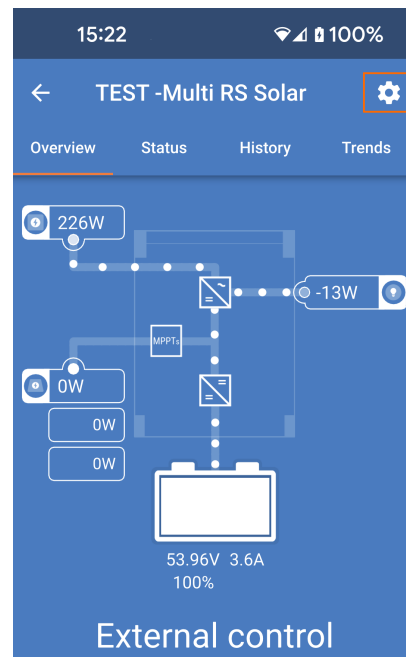 15:22 100%
TEST -Multi RS Solar
Overview Status History Trends
226W
-13W
MPPTs
0W
0W
0W
53.96V 3.6A
100%
External control